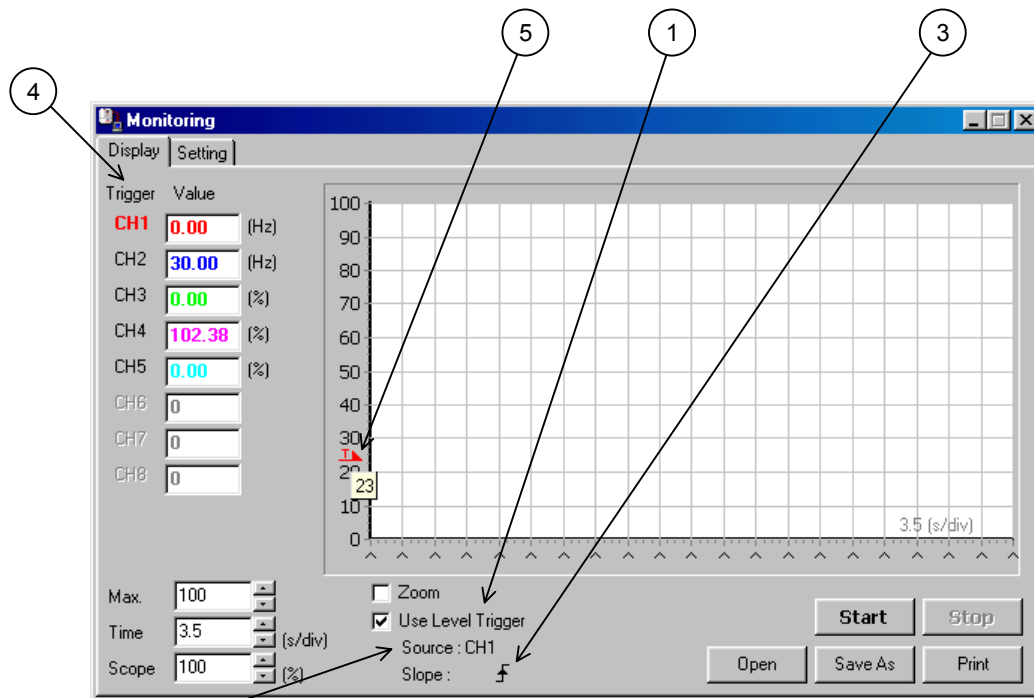 5 1 3
4
Monitoring
Display Setting
Trigger Value
CH1 0.00 (Hz)
CH2 30.00 (Hz)
CH3 0.00 (%)
CH4 102.38 (%)
CH5 0.00 (%)
CH6 0
CH7 0
CH8 0
100
90
80
70
60
50
40
30
T
20
23
10
0
3.5 (s/div)
Max. 100
Time 3.5 (s/div)
Scope 100 (%)
Zoom
Use Level Trigger
Source : CH1
Slope :
Start Stop
Open Save As Print